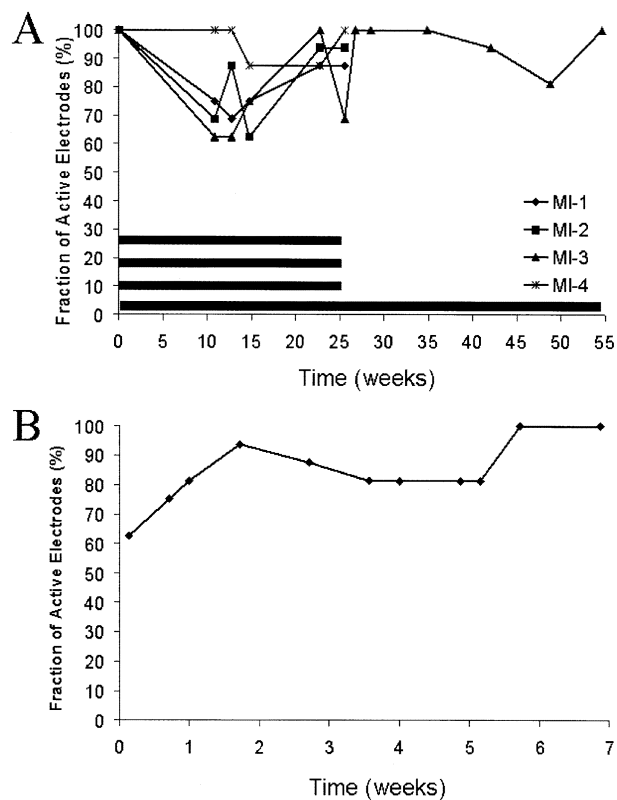 A
Fraction of Active Electrodes (%)
100
90
80
70
60
50
40
30
20
10
0
MI-1
MI-2
MI-3
MI-4
0 5 10 15 20 25 30 35 40 45 50 55
Time (weeks)
B
Fraction of Active Electrodes (%)
100
90
80
70
60
50
40
30
20
10
0
0 1 2 3 4 5 6 7
Time (weeks)